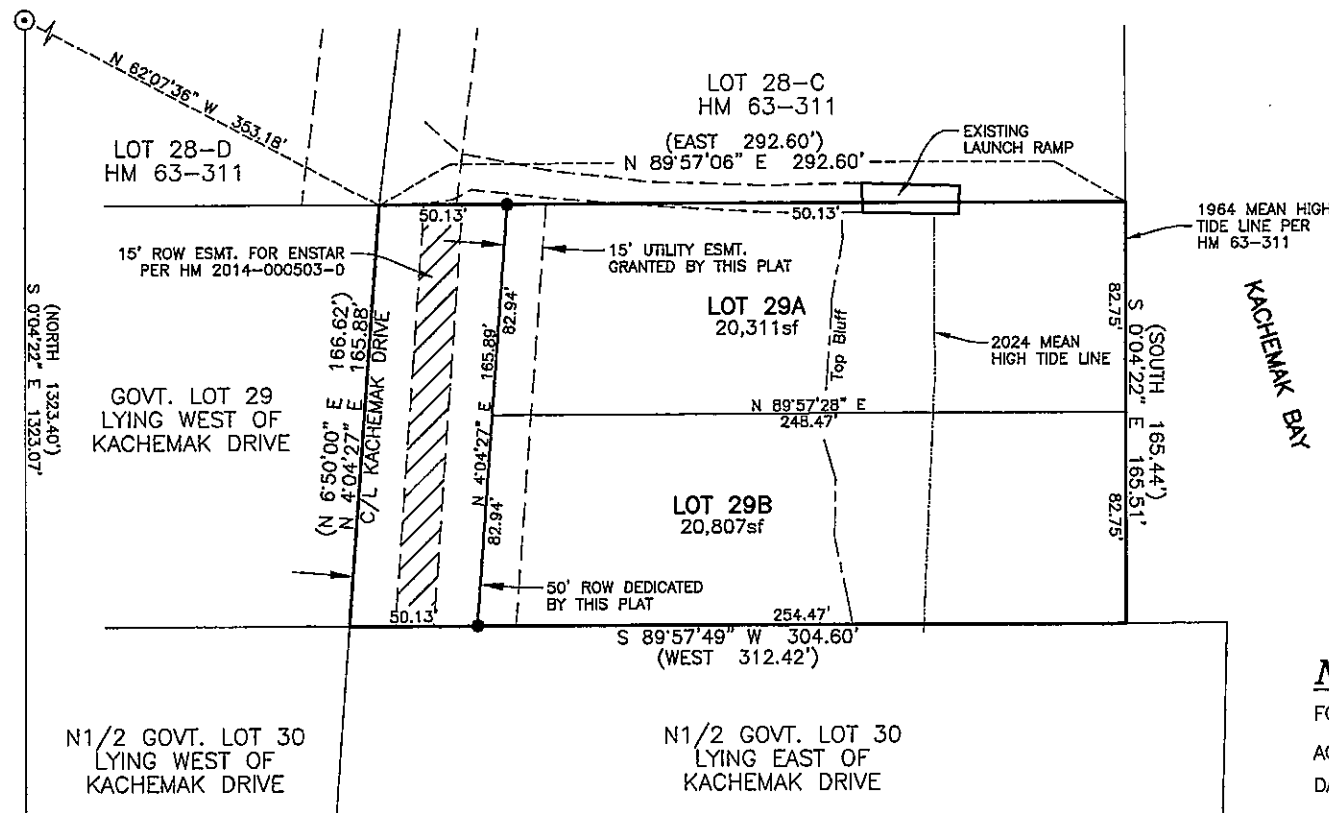 N 62°07'36" W 353.18'
LOT 28-D
HM 63-311
LOT 28-C
HM 63-311
(EAST 292.60')
N 89°57'06" E 292.60'
EXISTING
LAUNCH RAMP
1964 MEAN HIGH
TIDE LINE PER
HM 63-311
50.13'
50.13'
15' ROW ESMT. FOR ENSTAR
PER HM 2014-000503-0
15' UTILITY ESMT.
GRANTED BY THIS PLAT
LOT 29A
20,311sf
Top Bluff
2024 MEAN
HIGH TIDE LINE
82.75'
S 0°04'22" E 165.51'
(SOUTH 165.44')
KACHEMAK BAY
(NORTH 1323.40')
S 0°04'22" E 1323.07'
GOVT. LOT 29
LYING WEST OF
KACHEMAK DRIVE
(N 6°50'00" E 166.62')
N 4°04'27" E 165.88'
C/L KACHEMAK DRIVE
82.94'
N 4°04'27" E 165.89'
82.94'
N 89°57'28" E
248.47'
LOT 29B
20,807sf
82.75'
50' ROW DEDICATED
BY THIS PLAT
50.13'
254.47'
S 89°57'49" W 304.60'
(WEST 312.42')
N1/2 GOVT. LOT 30
LYING WEST OF
KACHEMAK DRIVE
N1/2 GOVT. LOT 30
LYING EAST OF
KACHEMAK DRIVE